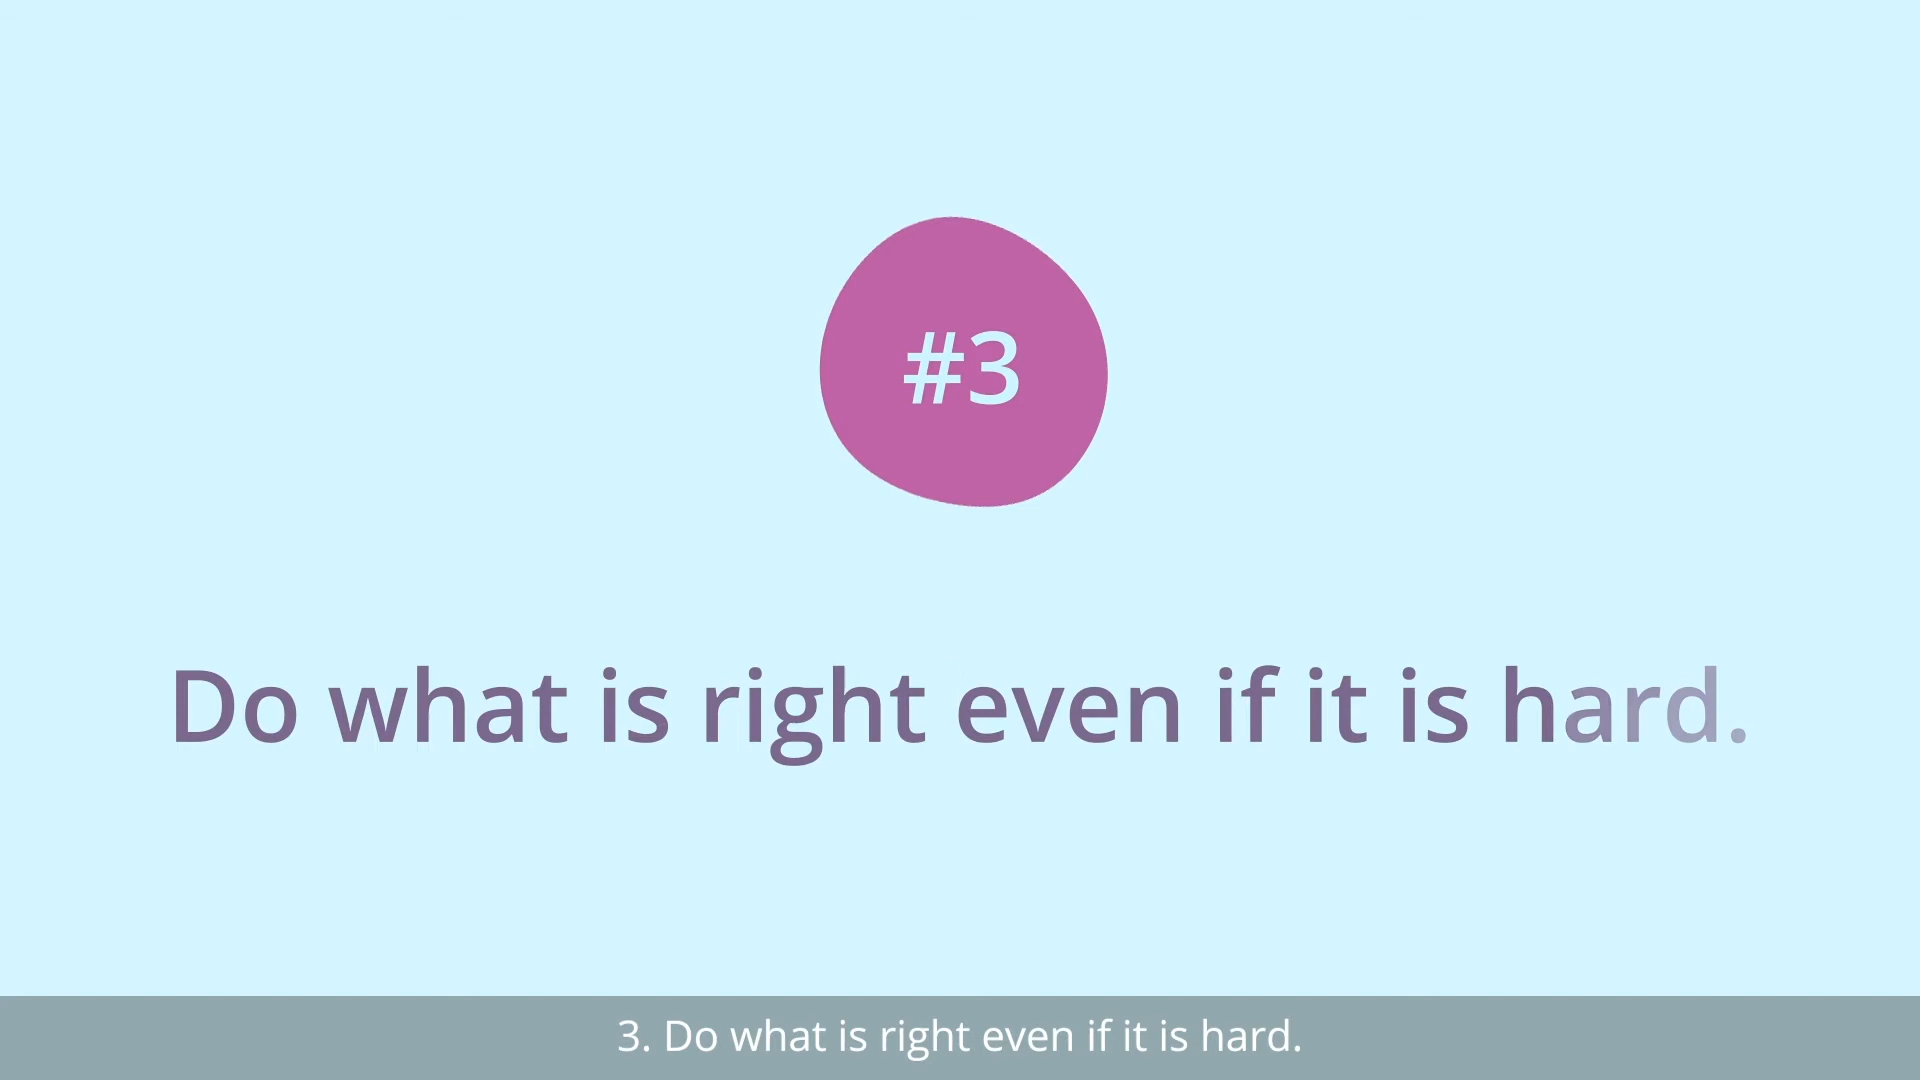 #3
Do what is right even if it is hard.
3. Do what is right even if it is hard.